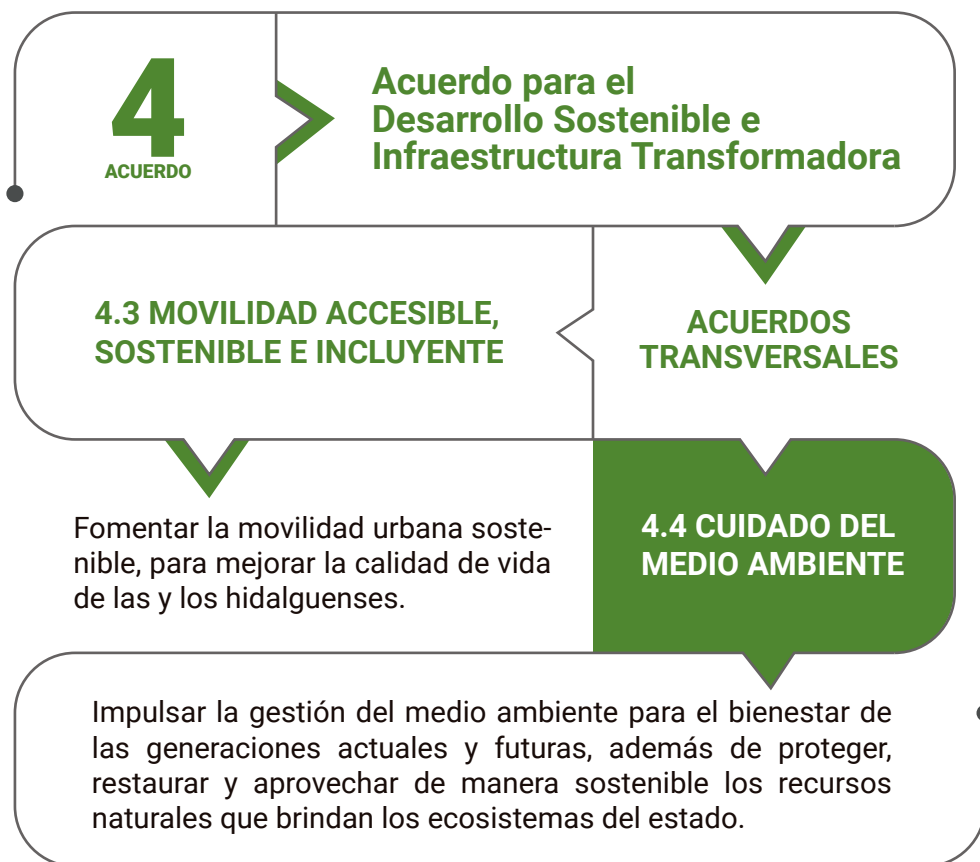 4
ACUERDO
Acuerdo para el
Desarrollo Sostenible e
Infraestructura Transformadora
4.3 MOVILIDAD ACCESIBLE,
SOSTENIBLE E INCLUYENTE
ACUERDOS
TRANSVERSALES
Fomentar la movilidad urbana soste-
nible, para mejorar la calidad de vida
de las y los hidalguenses.
4.4 CUIDADO DEL
MEDIO AMBIENTE
Impulsar la gestión del medio ambiente para el bienestar de
las generaciones actuales y futuras, además de proteger,
restaurar y aprovechar de manera sostenible los recursos
naturales que brindan los ecosistemas del estado.